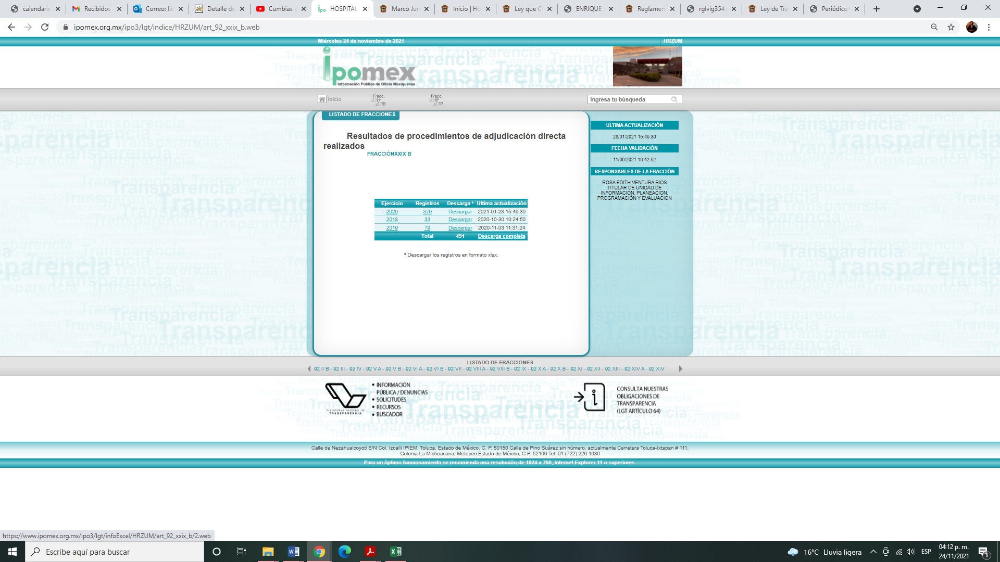 calendario
Recibidos
Correo: lic
Detalle de
Cumbias b
HOSPITAL
Marco Jur
Inicio | Ho
Ley que C
ENRIQUE
Reglamen
rglvig354.p
Ley de Tra
Periódico
ipomex.org.mx/ipo3/lgt/indice/HRZUM/art_92_xxix_b.web
Miércoles 24 de noviembre de 2021
HRZUM
ipomex
Información Pública de Oficio Mexiquense
Inicio
Fracc.
2015
Fracc.
2017
Ingresa tu búsqueda
LISTADO DE FRACCIONES
Resultados de procedimientos de adjudicación directa
realizados
FRACCIÓNXXIX B
Ejercicio Registros Descarga * Ultima actualización
2020 379 Descargar 2021-01-28 15:49:30
2018 33 Descargar 2020-10-30 10:24:50
2019 79 Descargar 2020-11-03 11:31:24
Total 491 Descarga completa
* Descargar los registros en formato xlsx.
ULTIMA ACTUALIZACIÓN
28/01/2021 15:49:30
FECHA VALIDACIÓN
11/06/2021 10:42:52
RESPONSABLES DE LA FRACCIÓN
ROSA EDITH VENTURA RIOS
TITULAR DE UNIDAD DE
INFORMACION, PLANEACION,
PROGRAMACION Y EVALUACION
LISTADO DE FRACCIONES
92 II B - 92 III - 92 IV - 92 V A - 92 V B - 92 VI A - 92 VI B - 92 VII - 92 VIII A - 92 VIII B - 92 IX - 92 X A - 92 X B - 92 XI - 92 XII - 92 XIII - 92 XIV A - 92 XIV
PLATAFORMA NACIONAL DE
TRANSPARENCIA
• INFORMACIÓN
PÚBLICA / DENUNCIAS
• SOLICITUDES
• RECURSOS
• BUSCADOR
CONSULTA NUESTRAS
OBLIGACIONES DE
TRANSPARENCIA
(LGT ARTÍCULO 64)
Calle de Nezahualcoyotl S/N Col. Izcalli IPIEM, Toluca, Estado de México. C. P. 50150 Calle de Pino Suárez sin número, actualmente Carretera Toluca-Ixtapan # 111,
Colonia La Michoacana; Metepec Estado de México, C.P. 52166 Tel: 01 (722) 226 1980
Para un óptimo funcionamiento se recomienda una resolución de 1024 x 768, Internet Explorer 11 o superiores.
https://www.ipomex.org.mx/ipo3/lgt/infoExcel/HRZUM/art_92_xxix_b/2.web
Escribe aquí para buscar
16°C Lluvia ligera
ESP
04:12 p. m.
24/11/2021
1